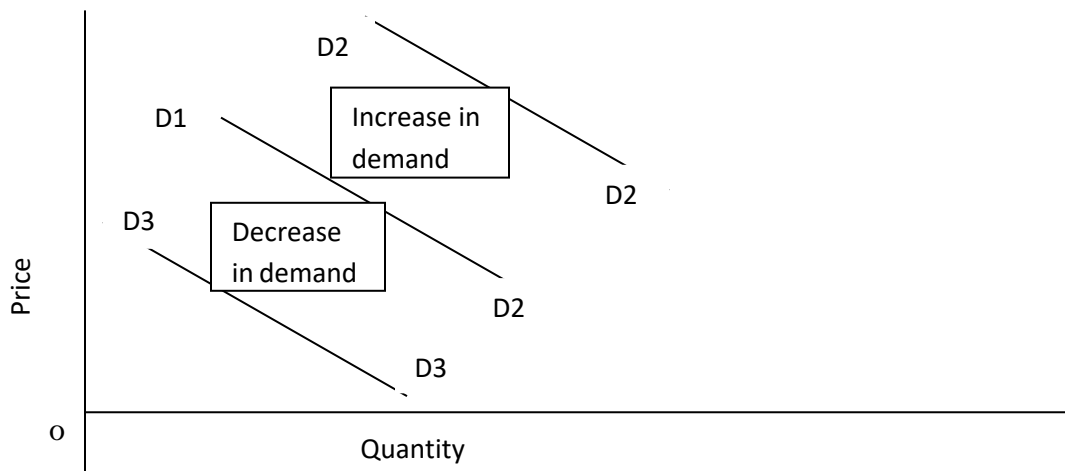 D2
D1
Increase in
demand
D2
D3
Decrease
in demand
Price
D2
D3
O
Quantity